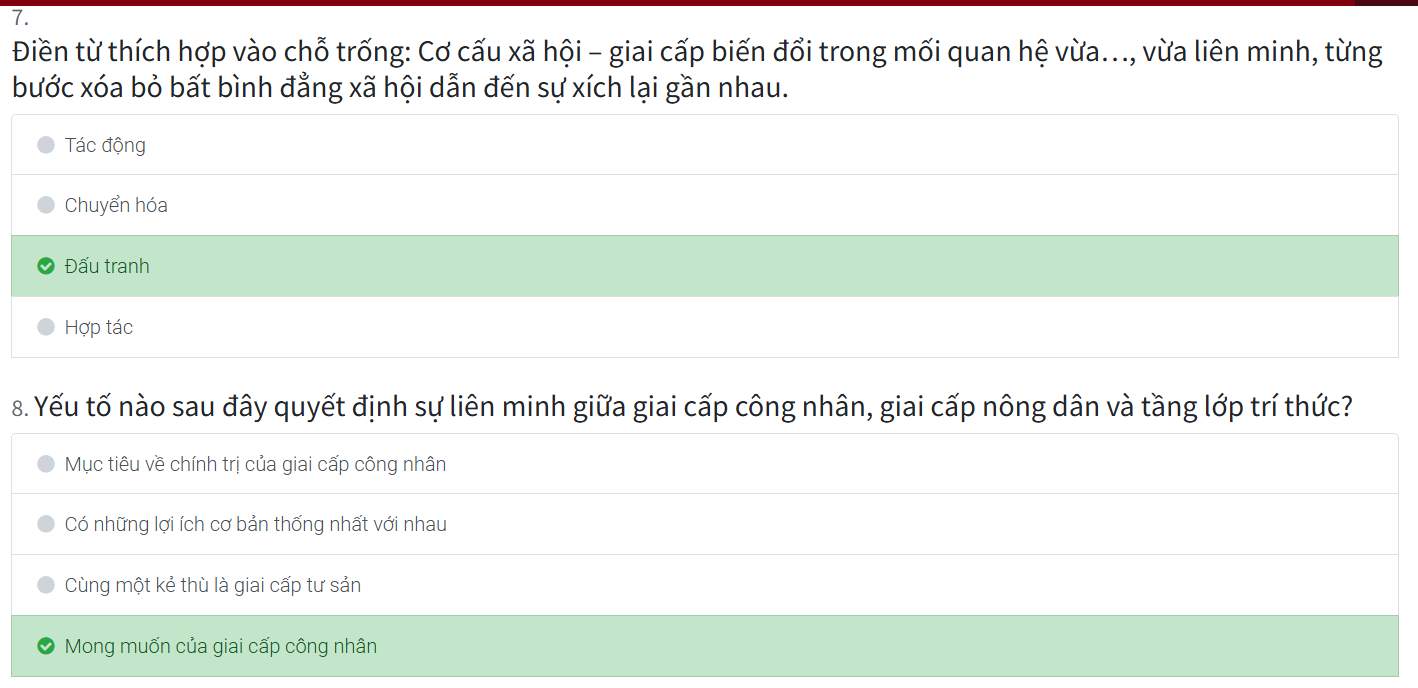 7.
Điền từ thích hợp vào chỗ trống: Cơ cấu xã hội – giai cấp biến đổi trong mối quan hệ vừa…, vừa liên minh, từng
bước xóa bỏ bất bình đẳng xã hội dẫn đến sự xích lại gần nhau.
Tác động
Chuyển hóa
Đấu tranh
Hợp tác
8. Yếu tố nào sau đây quyết định sự liên minh giữa giai cấp công nhân, giai cấp nông dân và tầng lớp trí thức?
Mục tiêu về chính trị của giai cấp công nhân
Có những lợi ích cơ bản thống nhất với nhau
Cùng một kẻ thù là giai cấp tư sản
Mong muốn của giai cấp công nhân